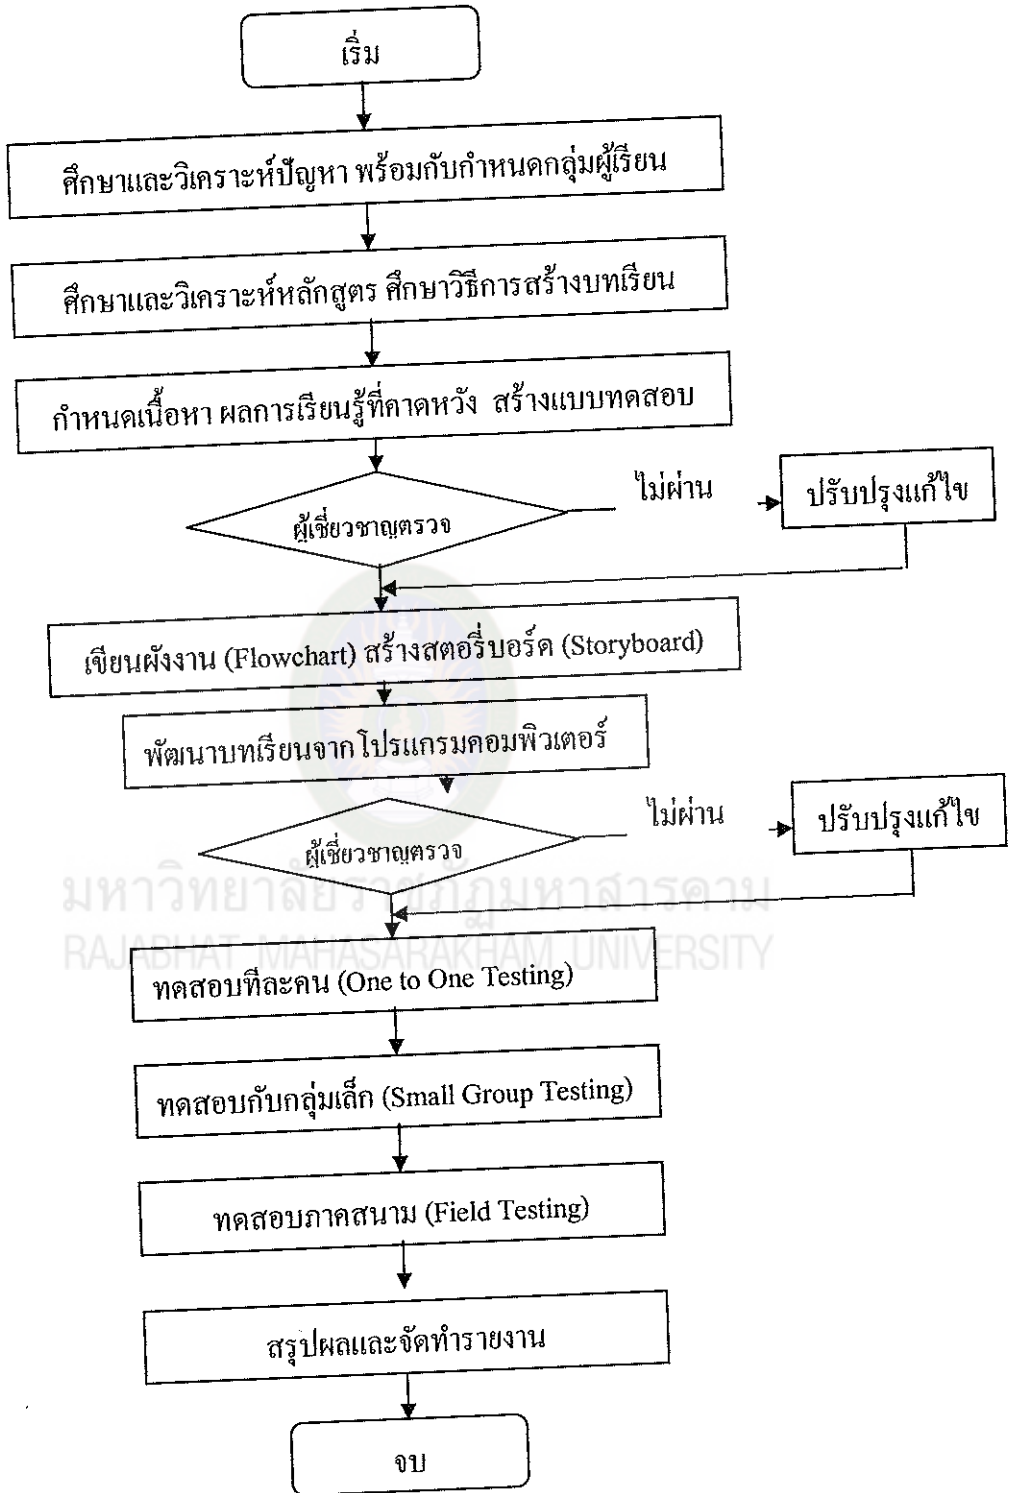 เริ่ม
ศึกษาและวิเคราะห์ปัญหา พร้อมกับกำหนดกลุ่มผู้เรียน
ศึกษาและวิเคราะห์หลักสูตร ศึกษาวิธีการสร้างบทเรียน
กำหนดเนื้อหา ผลการเรียนรู้ที่คาดหวัง สร้างแบบทดสอบ
ผู้เชี่ยวชาญตรวจ
ไม่ผ่าน
ปรับปรุงแก้ไข
เขียนผังงาน (Flowchart) สร้างสตอรี่บอร์ด (Storyboard)
พัฒนาบทเรียนจากโปรแกรมคอมพิวเตอร์
ผู้เชี่ยวชาญตรวจ
ไม่ผ่าน
ปรับปรุงแก้ไข
มหาวิทยาลัยราชภัฏมหาสารคาม
RAJABHAT MAHASARAKHAM UNIVERSITY
ทดสอบทีละคน (One to One Testing)
ทดสอบกับกลุ่มเล็ก (Small Group Testing)
ทดสอบภาคสนาม (Field Testing)
สรุปผลและจัดทำรายงาน
จบ